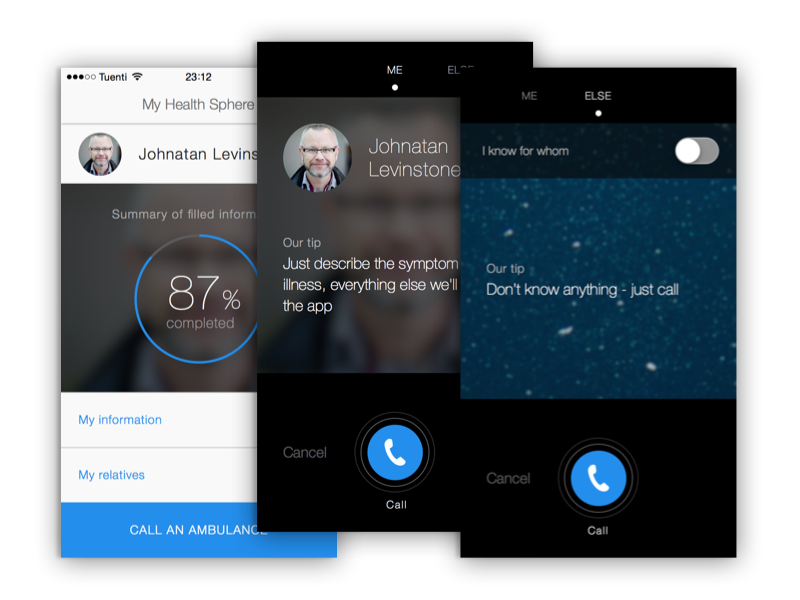 Tuenti 23:12
My Health Sphere
Johnatan Levins
Summary of filled inform
87%
completed
My information
My relatives
CALL AN AMBULANCE
ME ELSE
Johnatan
Levinstone
Our tip
Just describe the symptom
illness, everything else we'll
the app
Cancel
Call
ME ELSE
I know for whom
Our tip
Don't know anything - just call
Cancel
Call